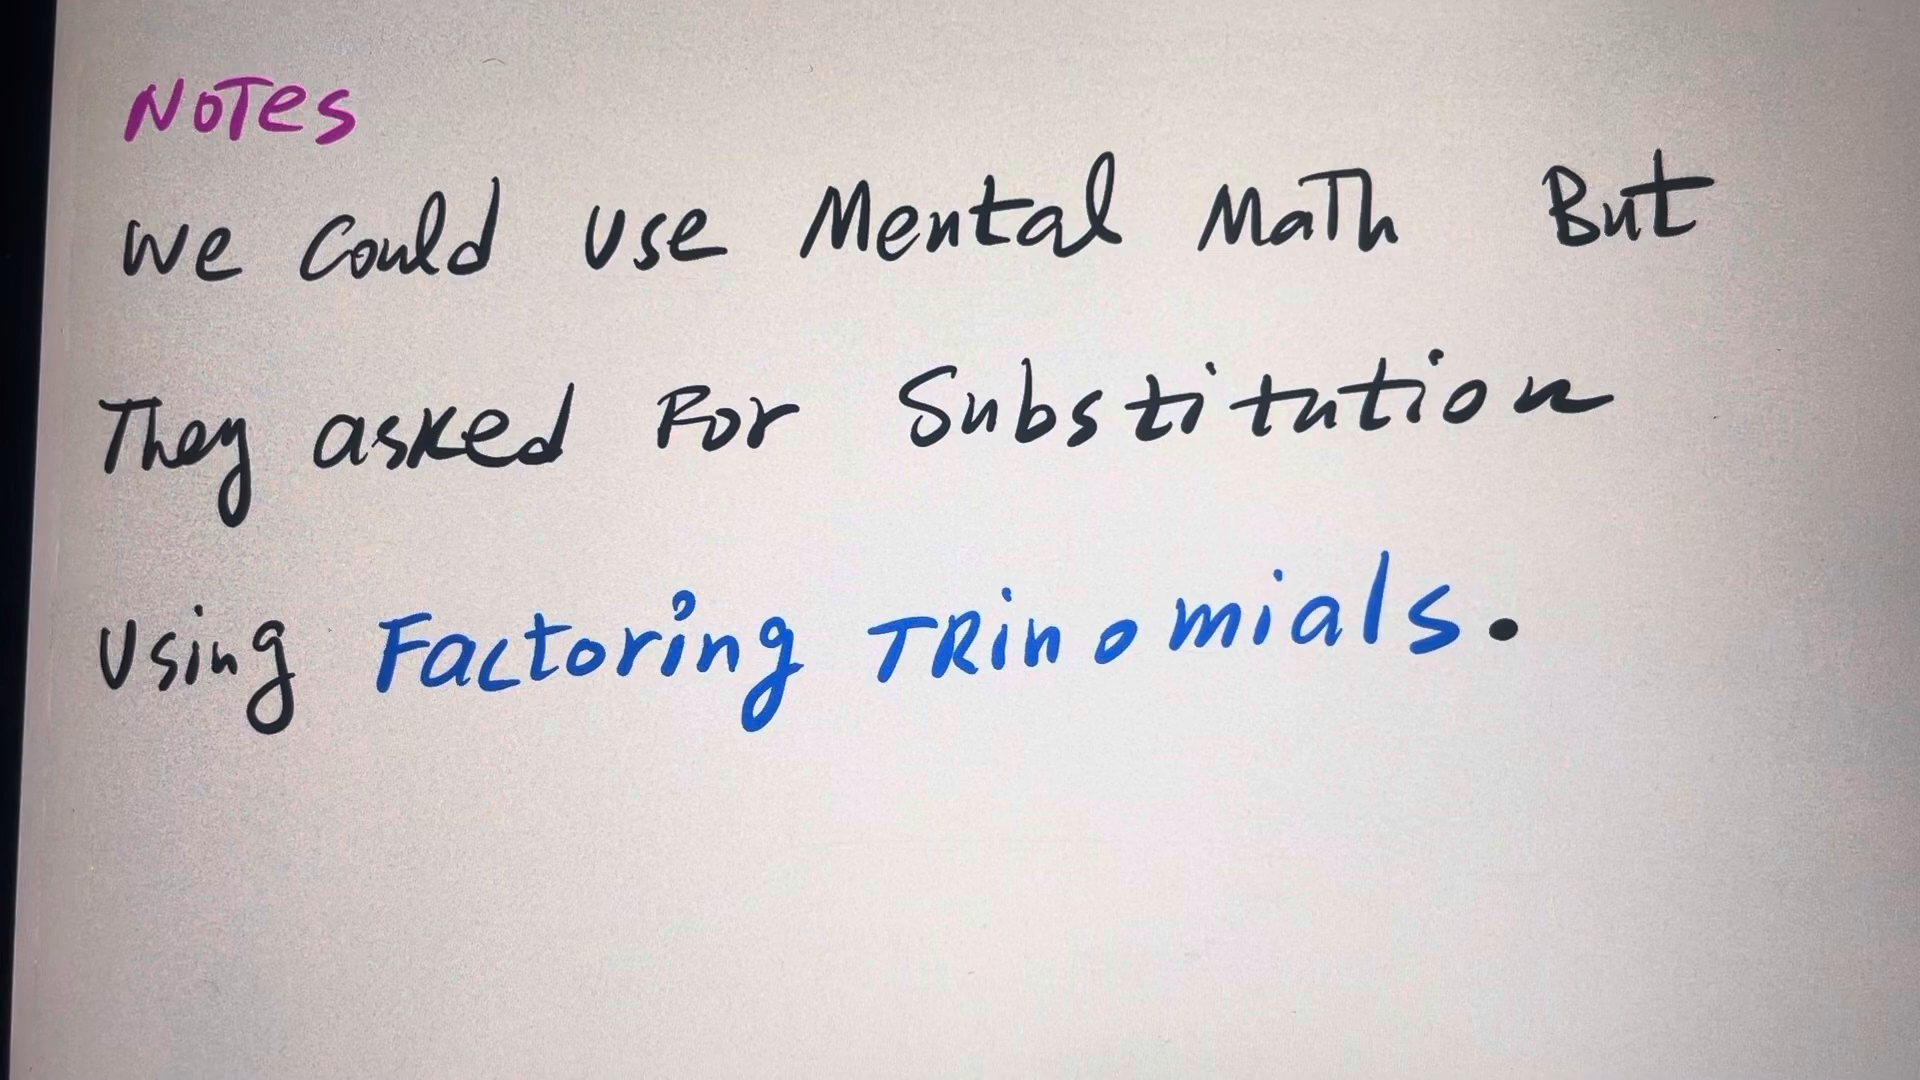 Notes
We Could Use Mental Math But
They asked For Substitution
Using Factoring TRinomials.